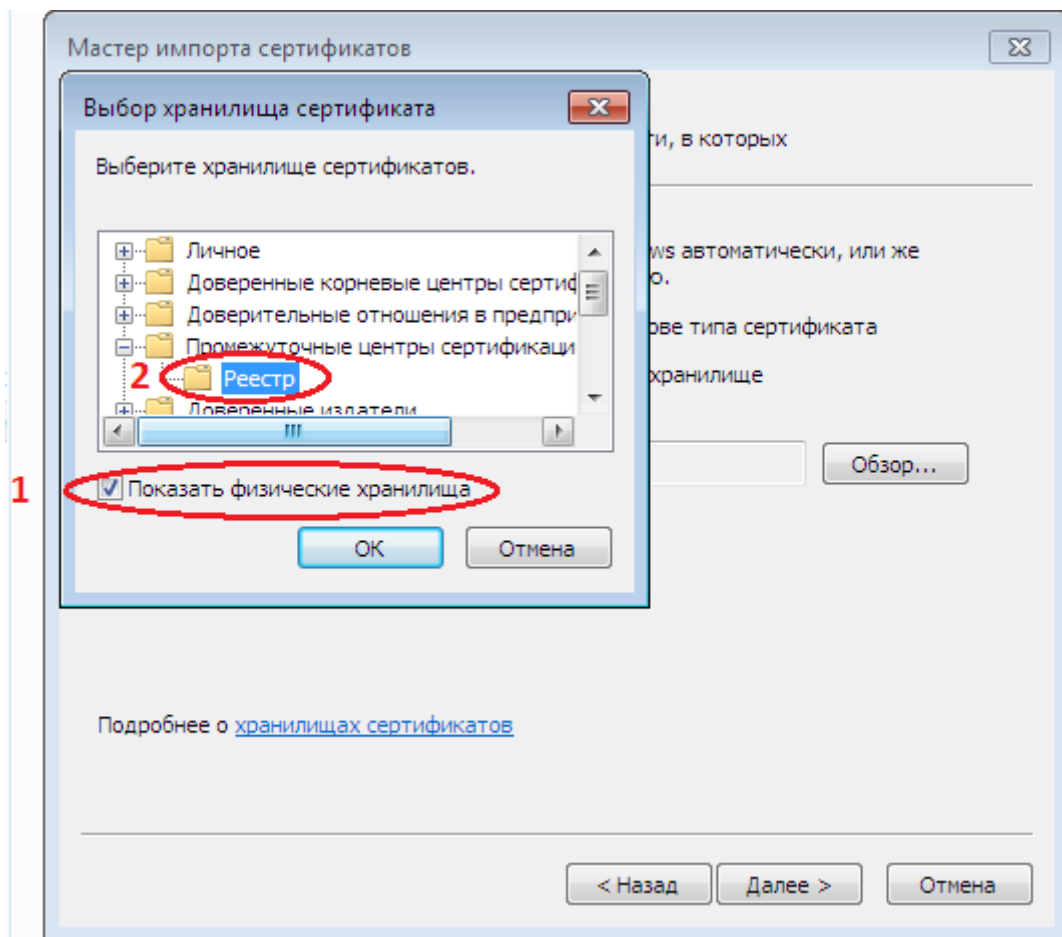 Мастер импорта сертификатов
Выбор хранилища сертификата
Выберите хранилище сертификатов.
Личное
Доверенные корневые центры сертиф
Доверительные отношения в предпри
Промежуточные центры сертификаци
2 Реестр
Доверенные издатели
1 Показать физические хранилища
ОК Отмена
ти, в которых
ws автоматически, или же
о.
ове типа сертификата
хранилище
Обзор...
Подробнее о хранилищах сертификатов
< Назад Далее > Отмена